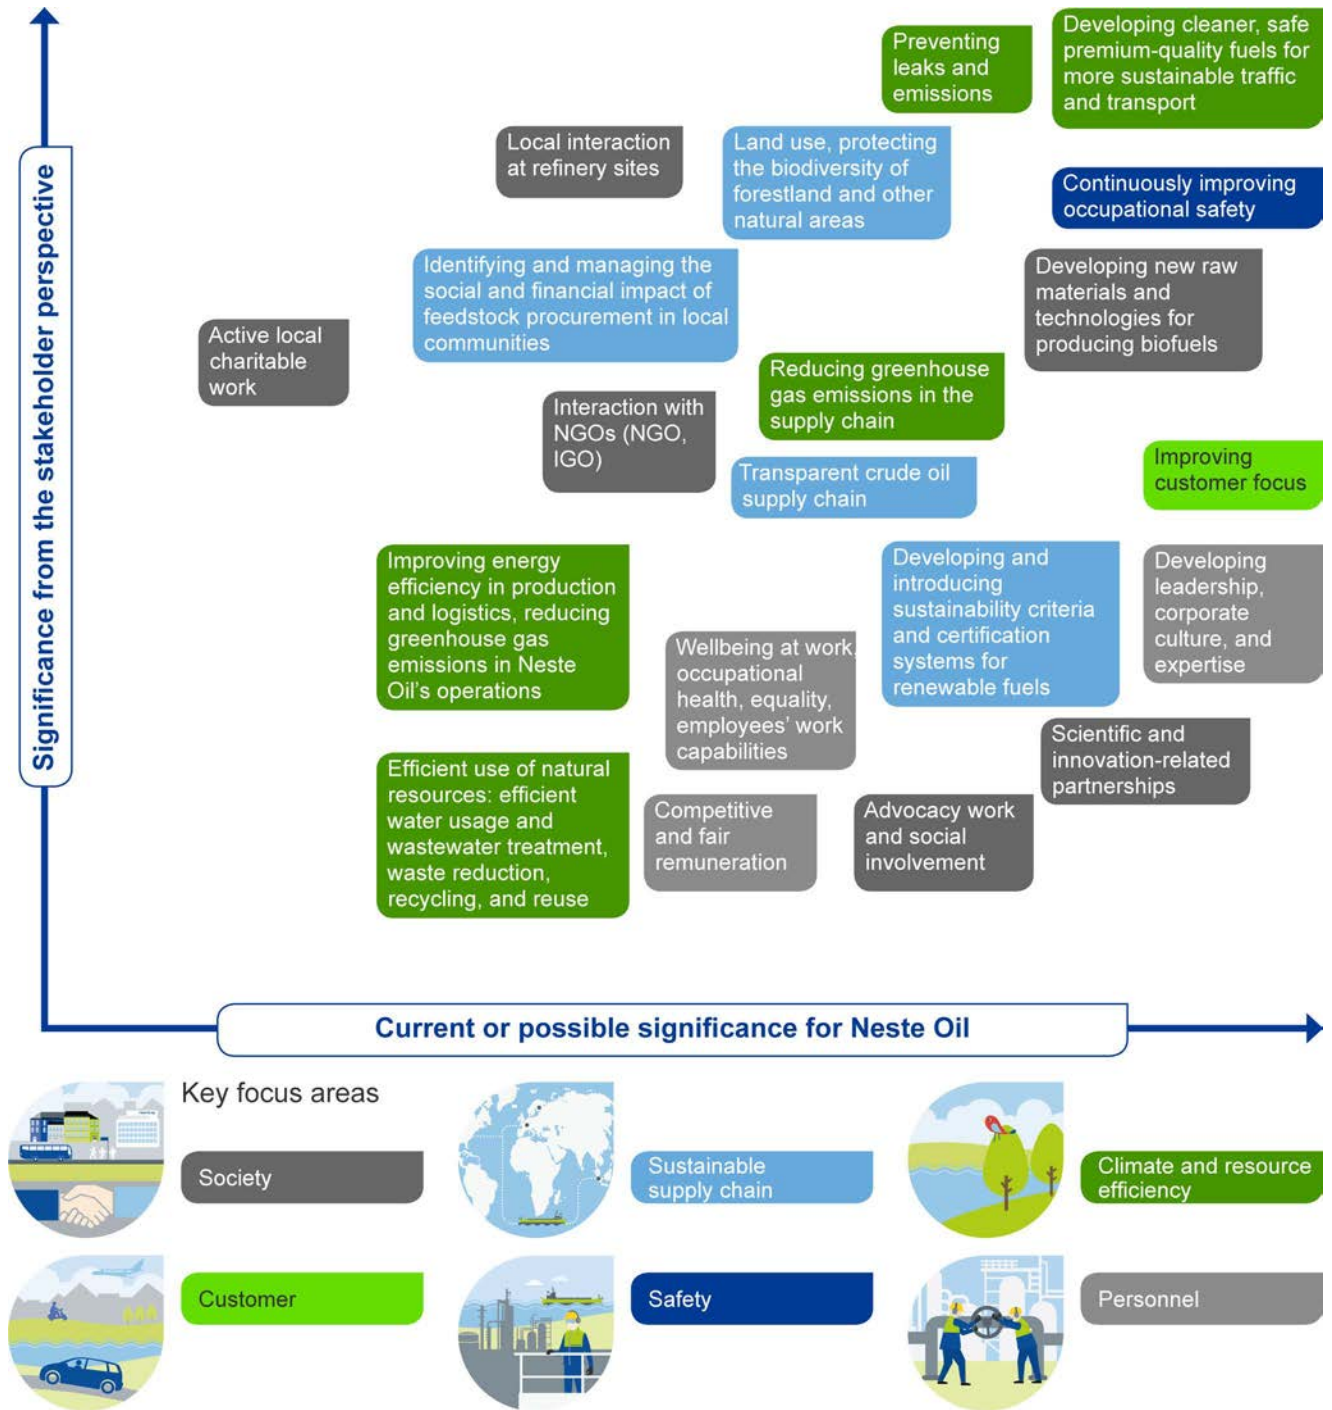 Significance from the stakeholder perspective
Preventing
leaks and
emissions
Developing cleaner, safe
premium-quality fuels for
more sustainable traffic
and transport
Local interaction
at refinery sites
Land use, protecting
the biodiversity of
forestland and other
natural areas
Continuously improving
occupational safety
Identifying and managing the
social and financial impact of
feedstock procurement in local
communities
Developing new raw
materials and
technologies for
producing biofuels
Active local
charitable
work
Reducing greenhouse
gas emissions in the
supply chain
Interaction with
NGOs (NGO,
IGO)
Improving
customer focus
Transparent crude oil
supply chain
Improving energy
efficiency in production
and logistics, reducing
greenhouse gas
emissions in Neste
Oil’s operations
Developing and
introducing
sustainability criteria
and certification
systems for
renewable fuels
Developing
leadership,
corporate
culture, and
expertise
Wellbeing at work,
occupational
health, equality,
employees’ work
capabilities
Scientific and
innovation-related
partnerships
Efficient use of natural
resources: efficient
water usage and
wastewater treatment,
waste reduction,
recycling, and reuse
Competitive
and fair
remuneration
Advocacy work
and social
involvement
Current or possible significance for Neste Oil
Key focus areas
Society
Sustainable
supply chain
Climate and resource
efficiency
Customer
Safety
Personnel